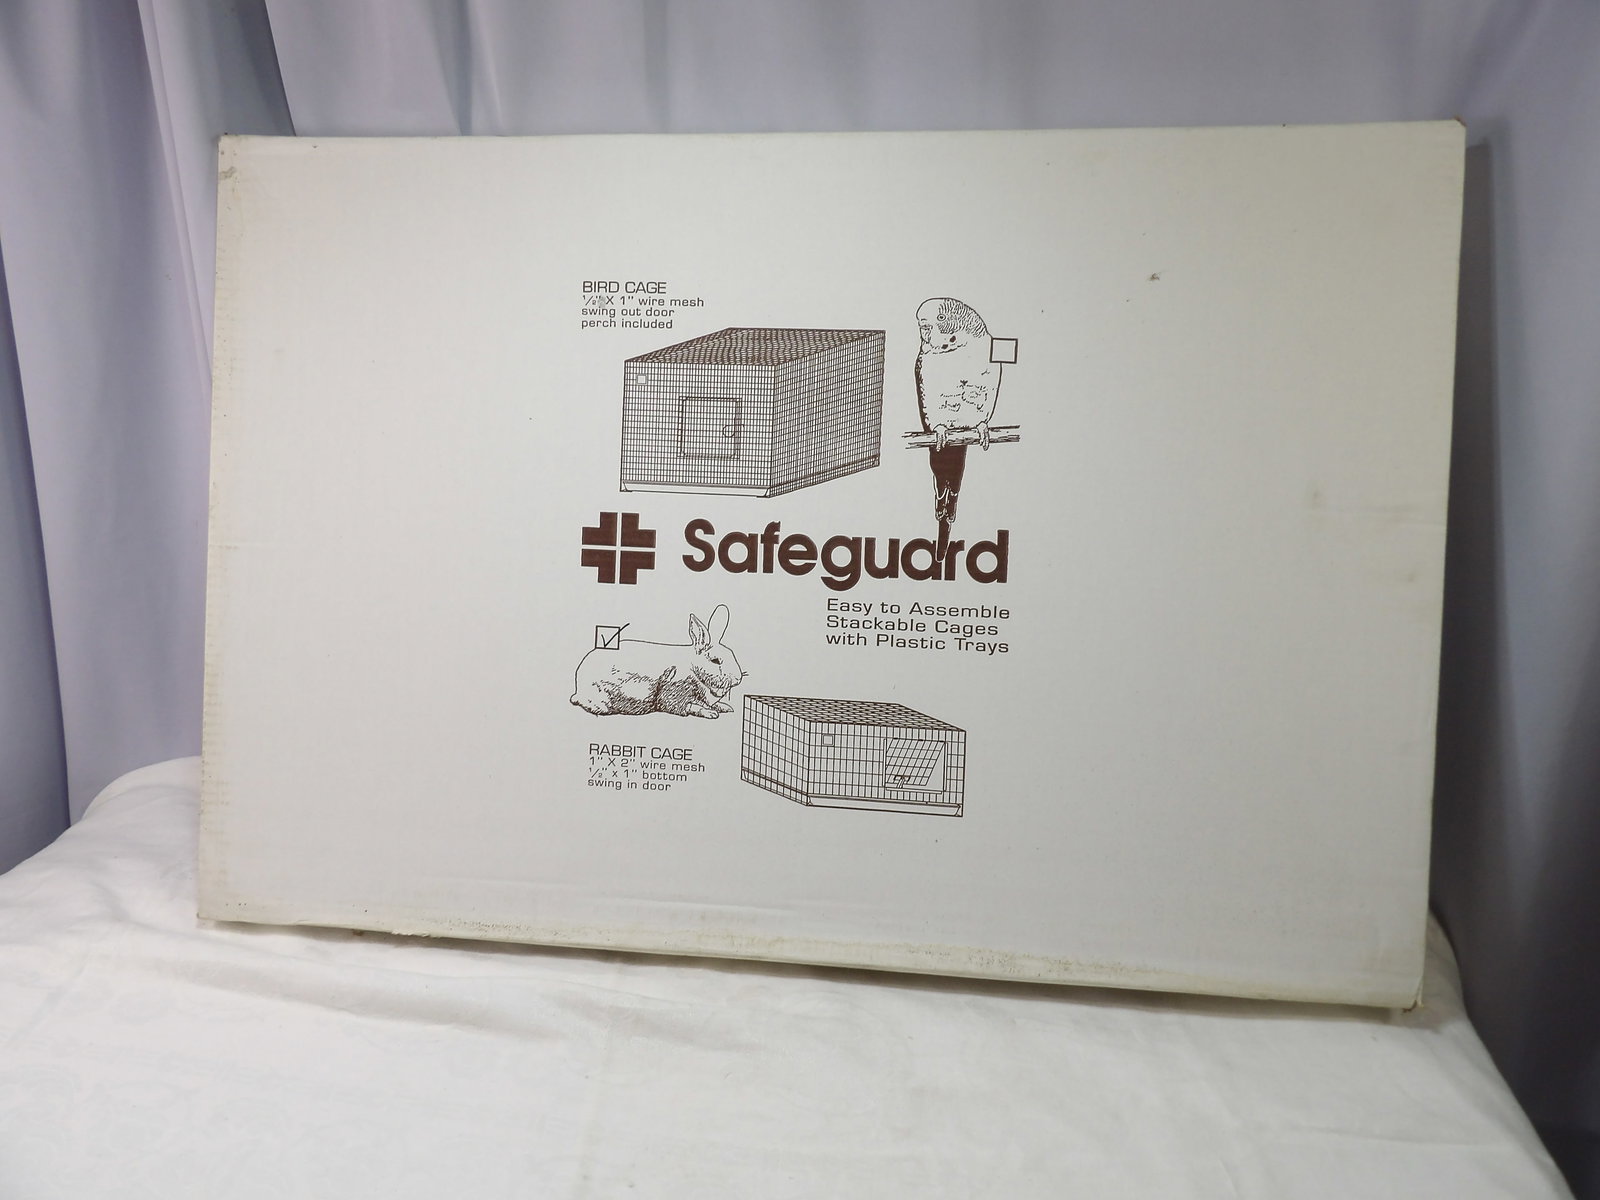 BIRD CAGE
½" X 1" wire mesh
swing out door
perch included
Safeguard
Easy to Assemble
Stackable Cages
with Plastic Trays
RABBIT CAGE
1" X 2" wire mesh
½" x 1" bottom
swing in door